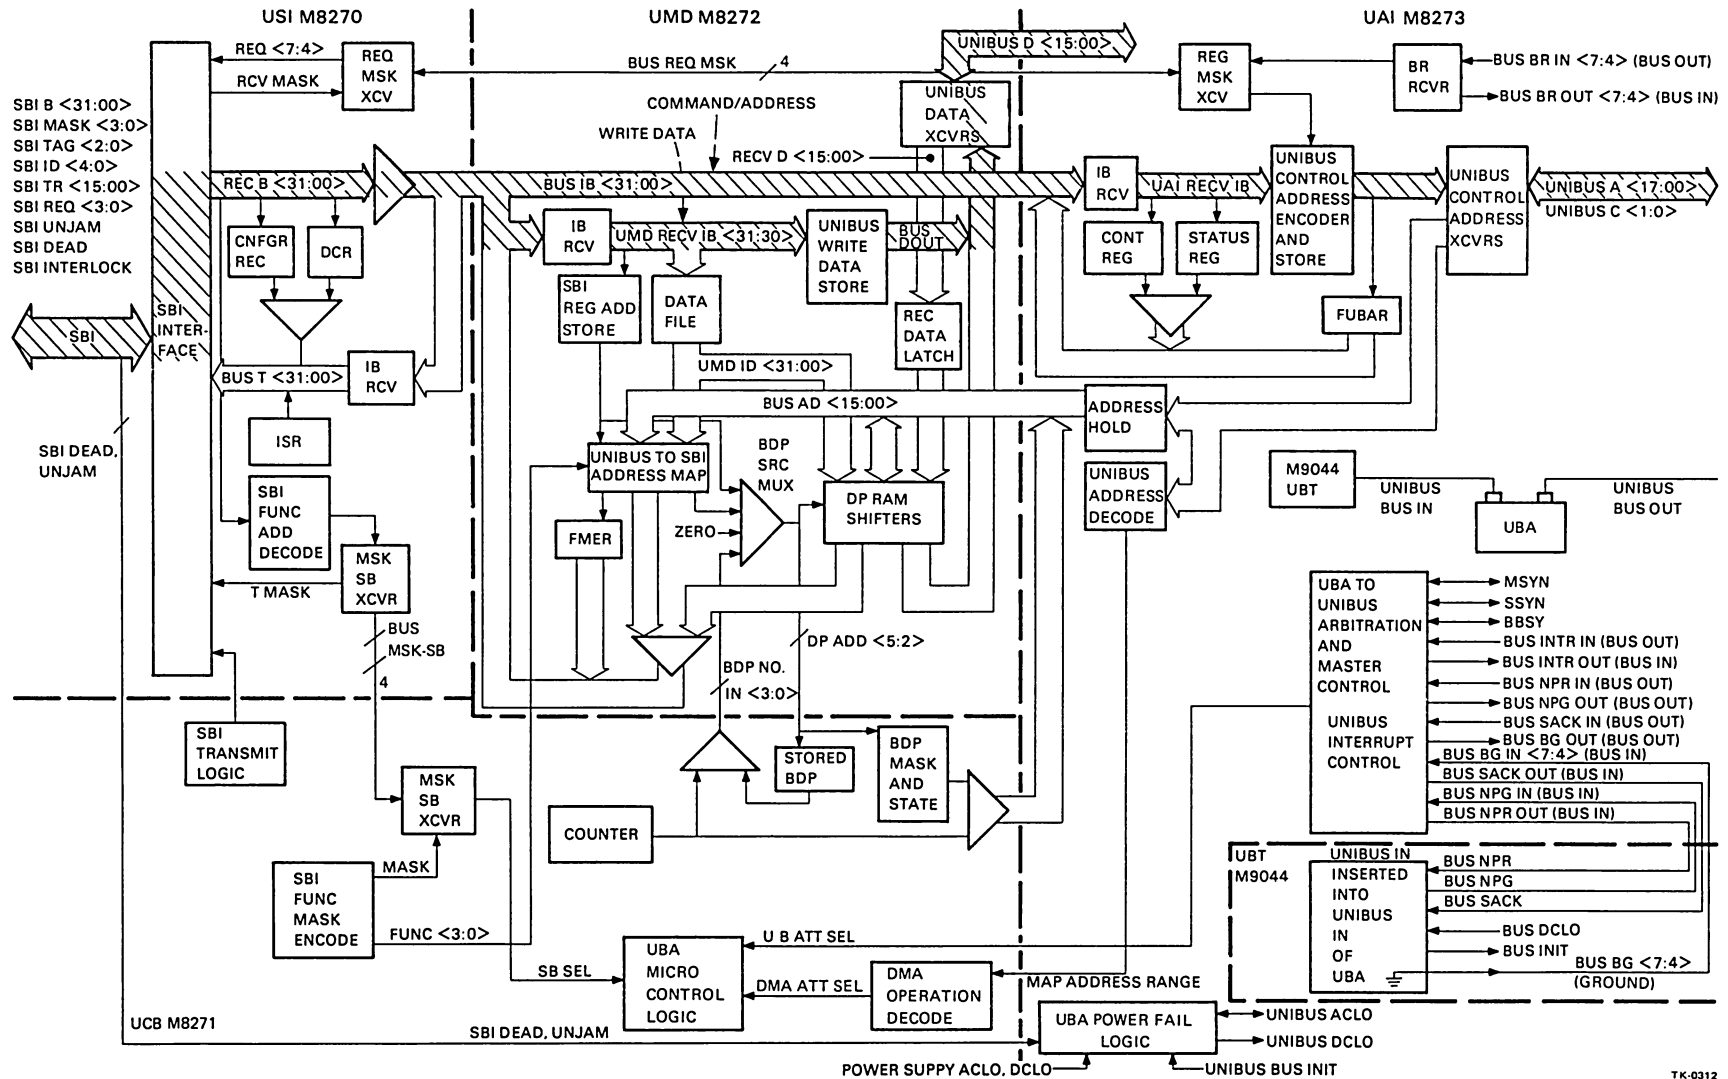 USI M8270
UMD M8272
UAI M8273
REQ <7:4>
RCV MASK
REQ
MSK
XCV
BUS REQ MSK
4
UNIBUS D <15:00>
REG
MSK
XCV
BR
RCVR
BUS BR IN <7:4> (BUS OUT)
BUS BR OUT <7:4> (BUS IN)
SBI B <31:00>
SBI MASK <3:0>
SBI TAG <2:0>
SBI ID <4:0>
SBI TR <15:00>
SBI REQ <3:0>
SBI UNJAM
SBI DEAD
SBI INTERLOCK
COMMAND/ADDRESS
WRITE DATA
UNIBUS
DATA
XCVRS
RECV D <15:00>
REC B <31:00>
BUS IB <31:00>
IB
RCV
UAI RECV IB
UNIBUS
CONTROL
ADDRESS
ENCODER
AND
STORE
UNIBUS
CONTROL
ADDRESS
XCVRS
UNIBUS A <17:00>
UNIBUS C <1:0>
CNFGR
REC
DCR
IB
RCV
UMD RECV IB <31:30>
UNIBUS
WRITE
DATA
STORE
BUS
DOUT
CONT
REG
STATUS
REG
SBI
SBI
INTER-
FACE
SBI
REG ADD
STORE
DATA
FILE
REC
DATA
LATCH
FUBAR
BUS T <31:00>
IB
RCV
UMD ID <31:00>
BUS AD <15:00>
ADDRESS
HOLD
ISR
SBI DEAD,
UNJAM
UNIBUS TO SBI
ADDRESS MAP
BDP
SRC
MUX
UNIBUS
ADDRESS
DECODE
M9044
UBT
UNIBUS
BUS IN
UBA
UNIBUS
BUS OUT
SBI
FUNC
ADD
DECODE
DP RAM
SHIFTERS
FMER
ZERO
MSK
SB
XCVR
T MASK
BUS
MSK-SB
4
DP ADD <5:2>
BDP NO.
IN <3:0>
UBA TO
UNIBUS
ARBITRATION
AND
MASTER
CONTROL
UNIBUS
INTERRUPT
CONTROL
MSYN
SSYN
BBSY
BUS INTR IN (BUS OUT)
BUS INTR OUT (BUS IN)
BUS NPR IN (BUS OUT)
BUS NPG OUT (BUS OUT)
BUS SACK IN (BUS OUT)
BUS BG OUT (BUS OUT)
BUS BG IN <7:4> (BUS IN)
BUS SACK OUT (BUS IN)
BUS NPG IN (BUS IN)
BUS NPR OUT (BUS IN)
SBI
TRANSMIT
LOGIC
STORED
BDP
BDP
MASK
AND
STATE
MSK
SB
XCVR
COUNTER
SBI
FUNC
MASK
ENCODE
MASK
FUNC <3:0>
UBT
M9044
UNIBUS IN
INSERTED
INTO
UNIBUS
IN
OF
UBA
BUS NPR
BUS NPG
BUS SACK
BUS DCLO
BUS INIT
BUS BG <7:4>
(GROUND)
U B ATT SEL
UBA
MICRO
CONTROL
LOGIC
SB SEL
DMA ATT SEL
DMA
OPERATION
DECODE
MAP ADDRESS RANGE
UCB M8271
SBI DEAD, UNJAM
UBA POWER FAIL
LOGIC
UNIBUS ACLO
UNIBUS DCLO
POWER SUPPY ACLO, DCLO
UNIBUS BUS INIT
TK-0312